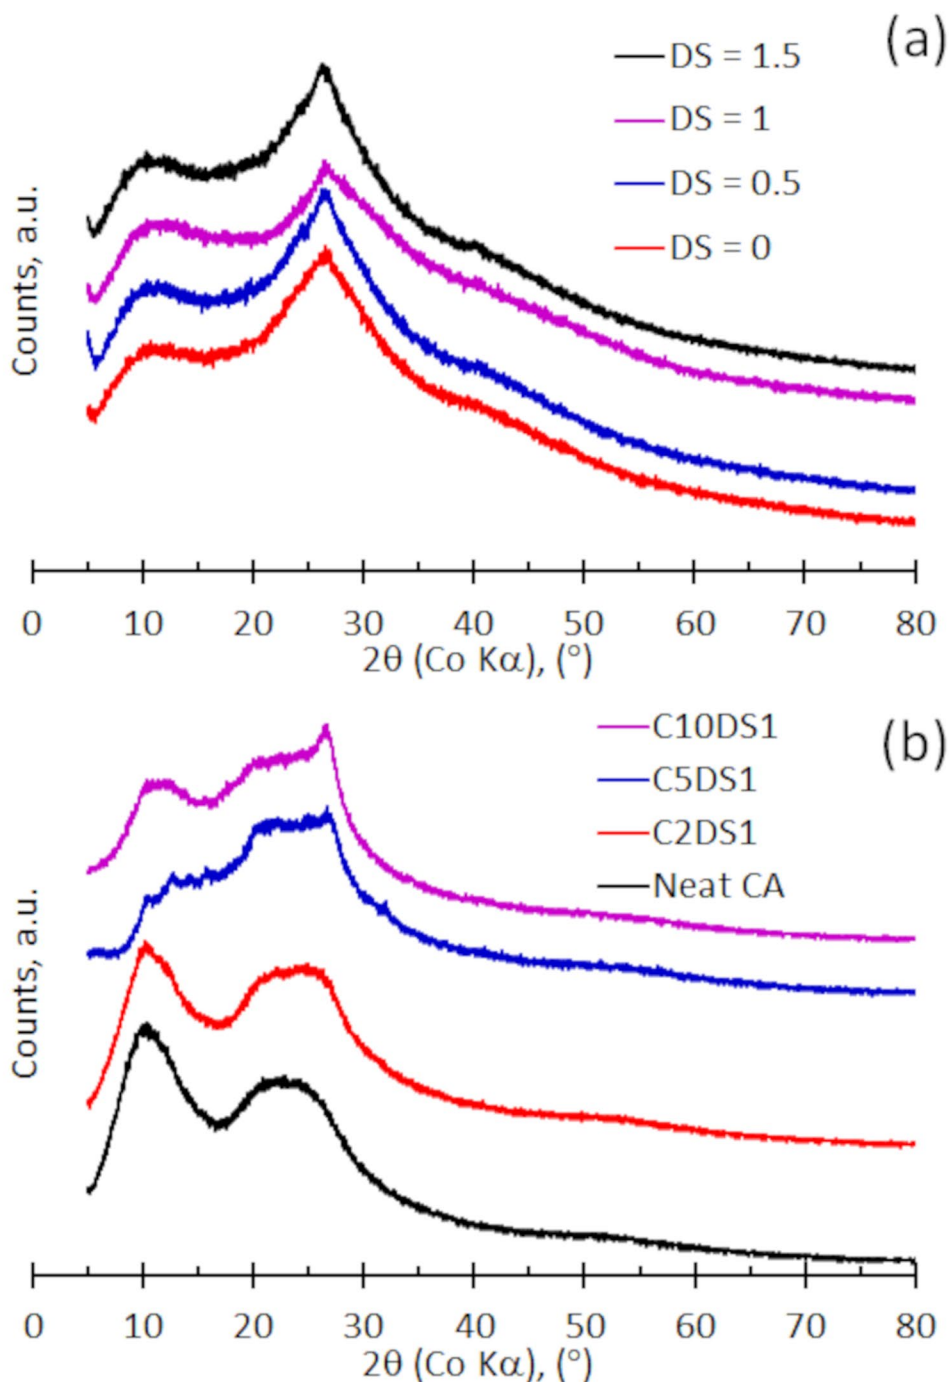 (a)
DS = 1.5
DS = 1
DS = 0.5
DS = 0
Counts, a.u.
0 10 20 30 40 50 60 70 80
2θ (Co Kα), (°)
(b)
C10DS1
C5DS1
C2DS1
Neat CA
Counts, a.u.
0 10 20 30 40 50 60 70 80
2θ (Co Kα), (°)